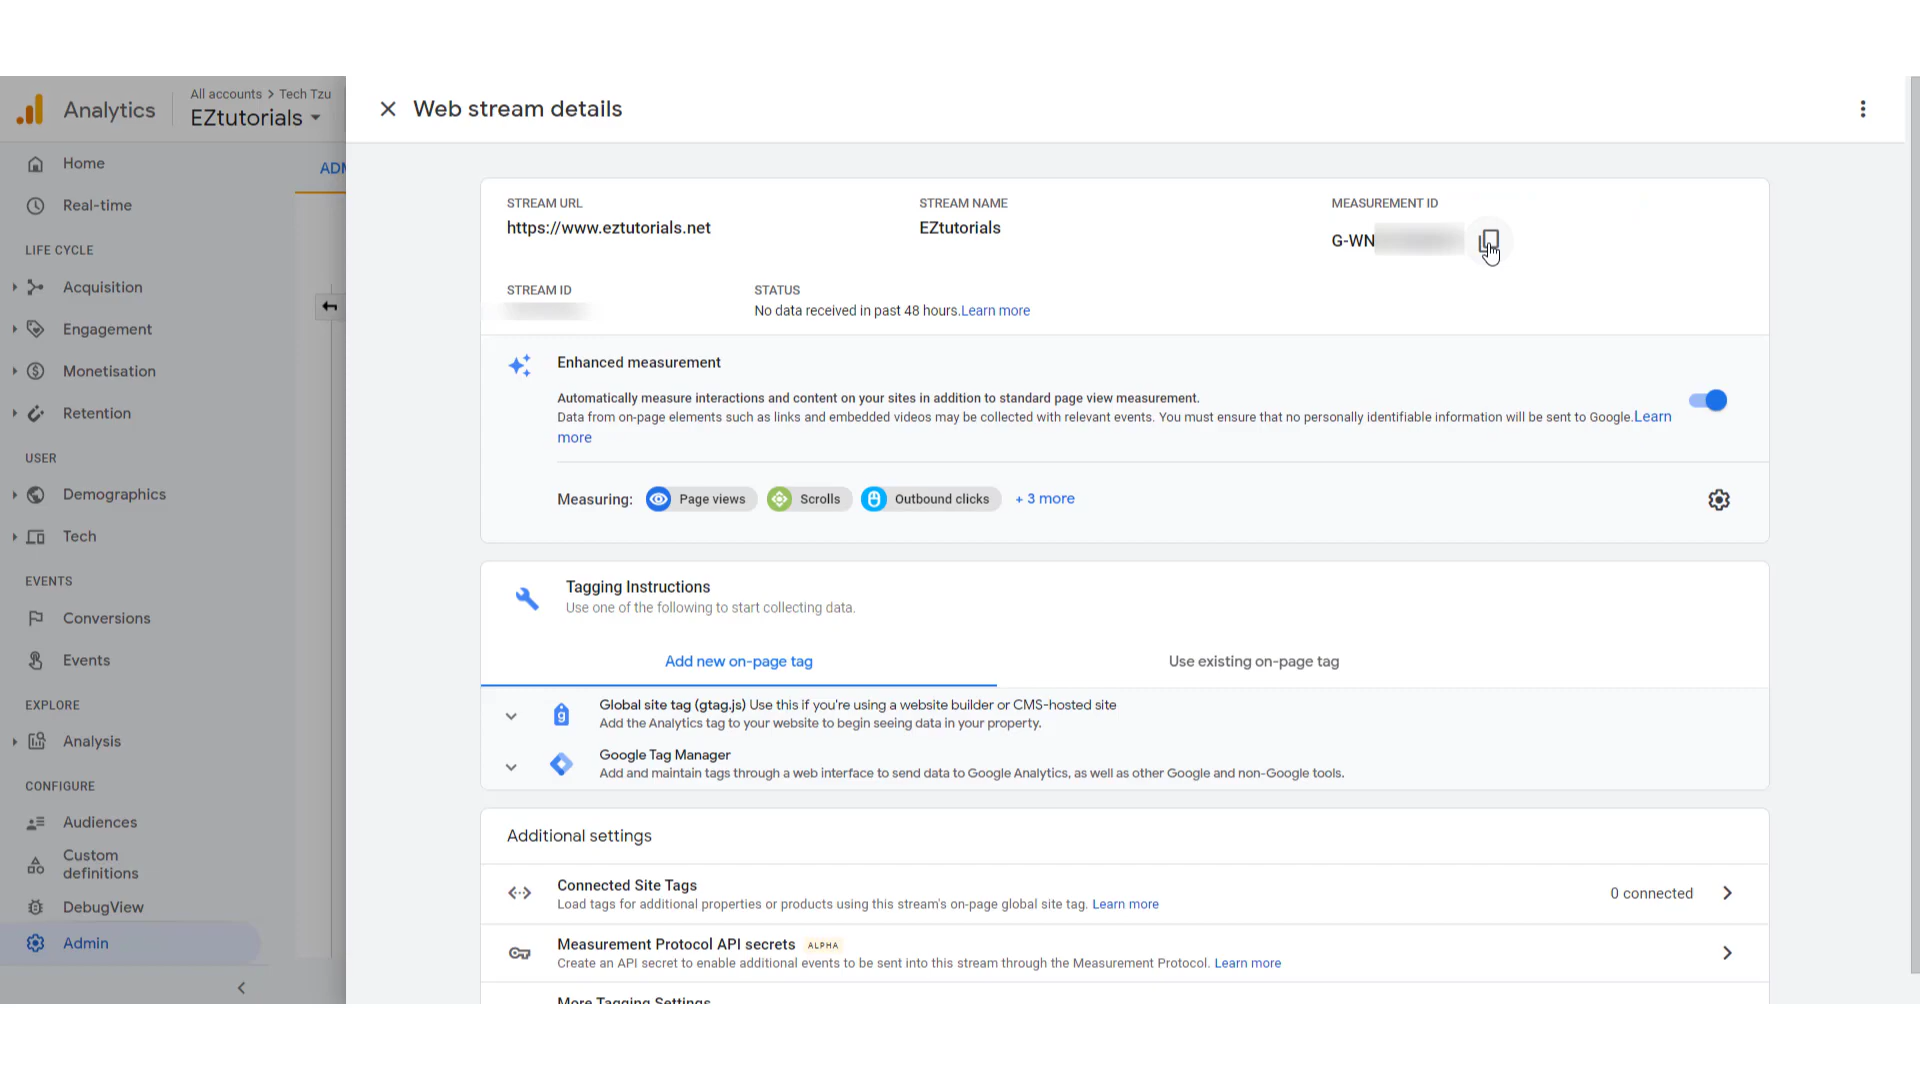 Analytics
All accounts > Tech Tzu
EZtutorials
Web stream details
Home
Real-time
LIFE CYCLE
Acquisition
Engagement
Monetisation
Retention
USER
Demographics
Tech
EVENTS
Conversions
Events
EXPLORE
Analysis
CONFIGURE
Audiences
Custom
definitions
DebugView
Admin
STREAM URL
https://www.eztutorials.net
STREAM NAME
EZtutorials
MEASUREMENT ID
G-WN
STREAM ID
STATUS
No data received in past 48 hours.Learn more
Enhanced measurement
Automatically measure interactions and content on your sites in addition to standard page view measurement.
Data from on-page elements such as links and embedded videos may be collected with relevant events. You must ensure that no personally identifiable information will be sent to Google.Learn
more
Measuring: Page views Scrolls Outbound clicks + 3 more
Tagging Instructions
Use one of the following to start collecting data.
Add new on-page tag
Use existing on-page tag
g
Global site tag (gtag.js) Use this if you're using a website builder or CMS-hosted site
Add the Analytics tag to your website to begin seeing data in your property.
Google Tag Manager
Add and maintain tags through a web interface to send data to Google Analytics, as well as other Google and non-Google tools.
Additional settings
Connected Site Tags
Load tags for additional properties or products using this stream's on-page global site tag. Learn more
0 connected
Measurement Protocol API secrets ALPHA
Create an API secret to enable additional events to be sent into this stream through the Measurement Protocol. Learn more
More Tagging Settings